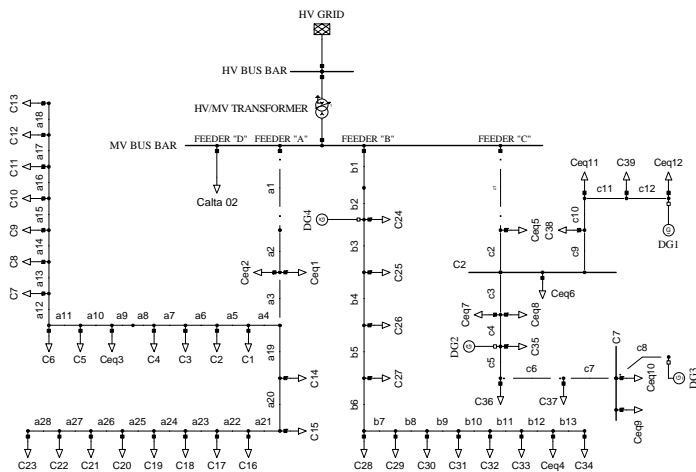 HV GRID
HV BUS BAR
HV/MV TRANSFORMER
MV BUS BAR
FEEDER "D" FEEDER "A" FEEDER "B" FEEDER "C"
Calta 02
C13
a18
C12
a17
C11
a16
C10
a15
C9
a14
C8
a13
C7
a12
a1
a2
Ceq2
Ceq1
a3
a11 a10 a9 a8 a7 a6 a5 a4
C6 C5 Ceq3 C4 C3 C2 C1
a19
C14
a20
C15
a28 a27 a26 a25 a24 a23 a22 a21
C23 C22 C21 C20 C19 C18 C17 C16
b1
b2
DG4
G
C24
b3
C25
b4
C26
b5
C27
b6
b7 b8 b9 b10 b11 b12 b13
C28 C29 C30 C31 C32 C33 Ceq4 C34
c1
Ceq5
c2
C2
Ceq6
c3
Ceq7
Ceq8
c4
DG2
G
C35
c5
C36
c6
C37
c7
C7
c8
Ceq10
G
DG3
Ceq9
Ceq11 C39 Ceq12
c11 c12
c10
C38
c9
G
DG1